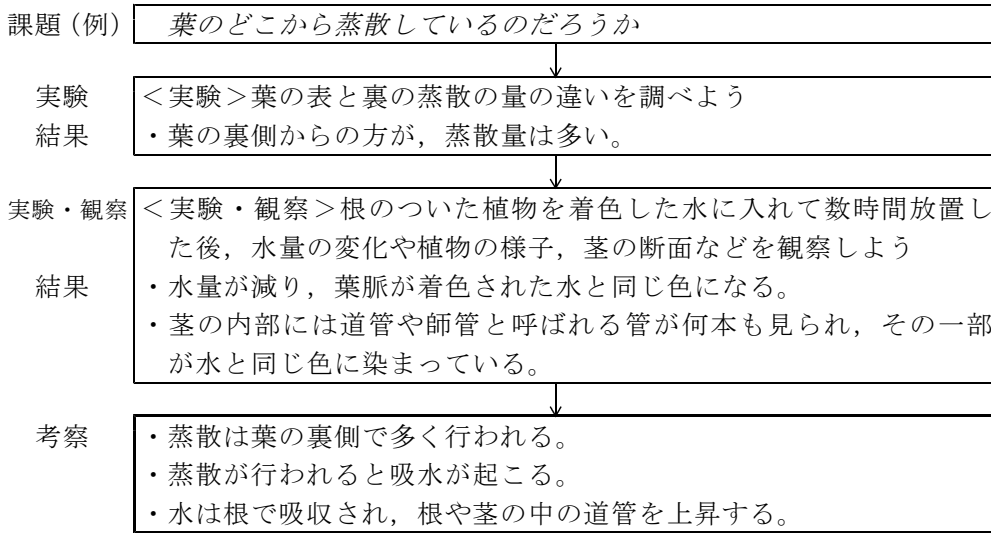 課題（例） 葉のどこから蒸散しているのだろうか
実験 ＜実験＞葉の表と裏の蒸散の量の違いを調べよう
結果 ・葉の裏側からの方が，蒸散量は多い。
実験・観察 ＜実験・観察＞根のついた植物を着色した水に入れて数時間放置し
た後，水量の変化や植物の様子，茎の断面などを観察しよう
結果 ・水量が減り，葉脈が着色された水と同じ色になる。
・茎の内部には道管や師管と呼ばれる管が何本も見られ，その一部
が水と同じ色に染まっている。
考察 ・蒸散は葉の裏側で多く行われる。
・蒸散が行われると吸水が起こる。
・水は根で吸収され，根や茎の中の道管を上昇する。